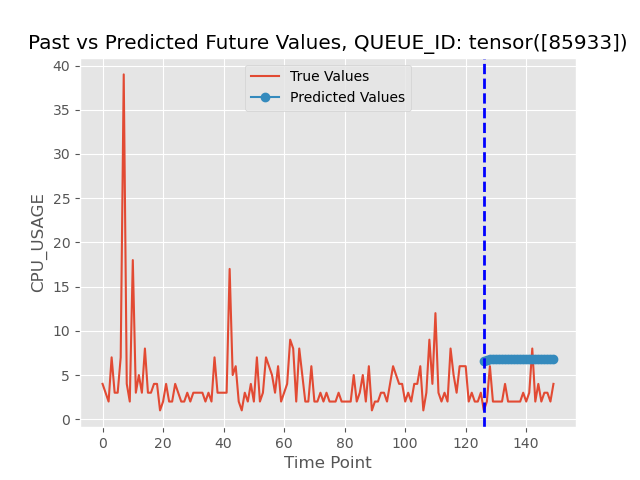 Past vs Predicted Future Values, QUEUE_ID: tensor([85933])
True Values
Predicted Values
CPU_USAGE
40
35
30
25
20
15
10
5
0
0 20 40 60 80 100 120 140
Time Point